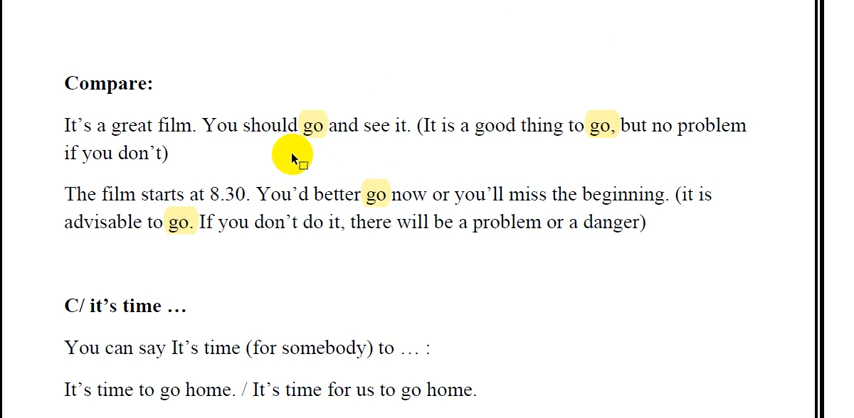 Compare:
It's a great film. You should go and see it. (It is a good thing to go, but no problem
if you don't)
The film starts at 8.30. You'd better go now or you'll miss the beginning. (it is
advisable to go. If you don't do it, there will be a problem or a danger)
C/ it's time …
You can say It's time (for somebody) to … :
It's time to go home. / It's time for us to go home.